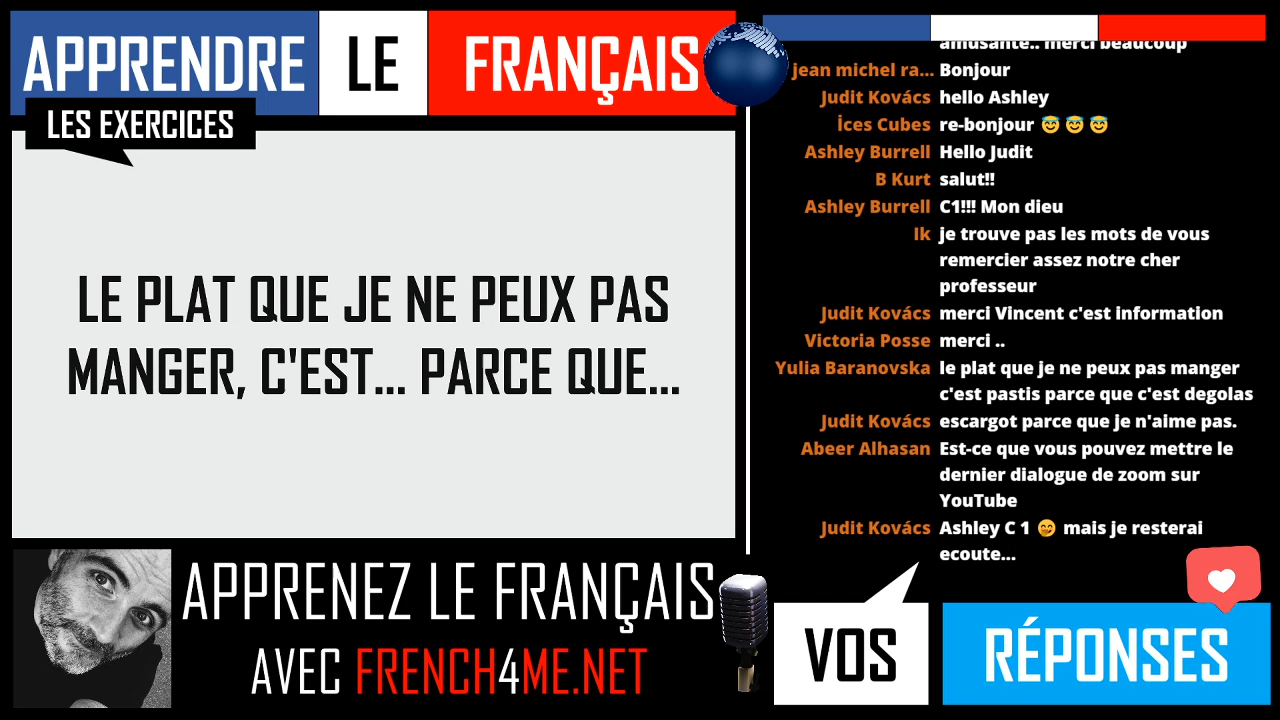 APPRENDRE LE FRANÇAIS
LES EXERCICES
LE PLAT QUE JE NE PEUX PAS
MANGER, C'EST... PARCE QUE...
APPRENEZ LE FRANÇAIS
AVEC FRENCH4ME.NET
amusante.. merci beaucoup
jean michel ra... Bonjour
Judit Kovács hello Ashley
İces Cubes re-bonjour 😇 😇 😇
Ashley Burrell Hello Judit
B Kurt salut!!
Ashley Burrell C1!!! Mon dieu
Ik je trouve pas les mots de vous
remercier assez notre cher
professeur
Judit Kovács merci Vincent c'est information
Victoria Posse merci ..
Yulia Baranovska le plat que je ne peux pas manger
c'est pastis parce que c'est degolas
Judit Kovács escargot parce que je n'aime pas.
Abeer Alhasan Est-ce que vous pouvez mettre le
dernier dialogue de zoom sur
YouTube
Judit Kovács Ashley C 1 🤭 mais je resterai
ecoute...
VOS RÉPONSES